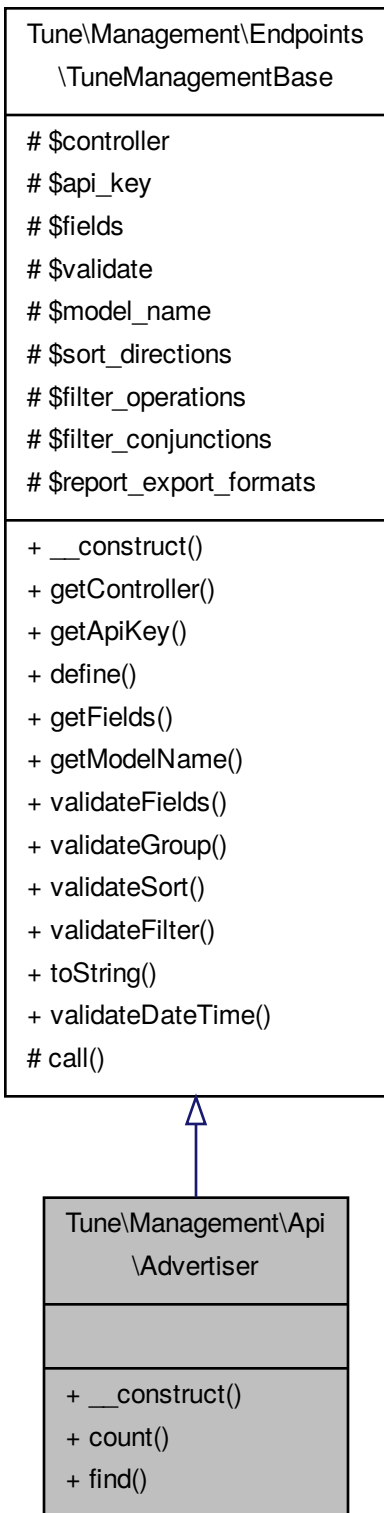 Tune\Management\Endpoints
\TuneManagementBase
# $controller
# $api_key
# $fields
# $validate
# $model_name
# $sort_directions
# $filter_operations
# $filter_conjunctions
# $report_export_formats
+ __construct()
+ getController()
+ getApiKey()
+ define()
+ getFields()
+ getModelName()
+ validateFields()
+ validateGroup()
+ validateSort()
+ validateFilter()
+ toString()
+ validateDateTime()
# call()
Tune\Management\Api
\Advertiser
+ __construct()
+ count()
+ find()